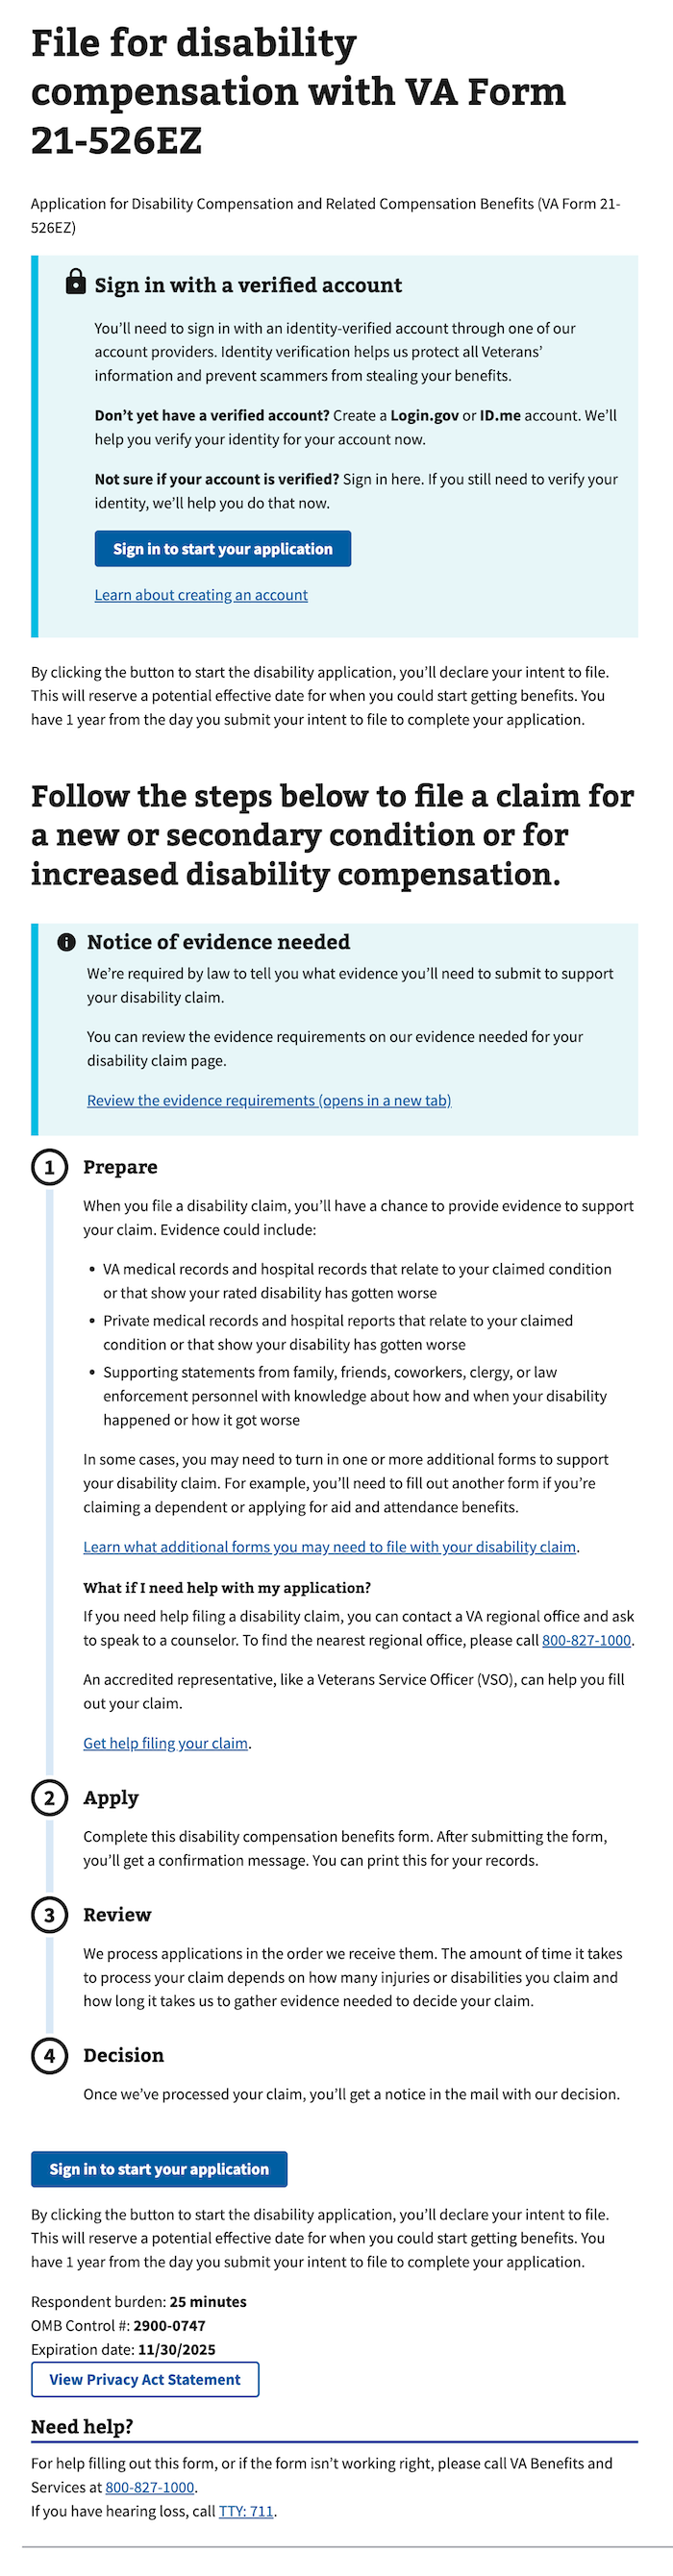 File for disability
compensation with VA Form
21-526EZ
Application for Disability Compensation and Related Compensation Benefits (VA Form 21-
526EZ)
Sign in with a verified account
You’ll need to sign in with an identity-verified account through one of our
account providers. Identity verification helps us protect all Veterans’
information and prevent scammers from stealing your benefits.
Don’t yet have a verified account? Create a Login.gov or ID.me account. We’ll
help you verify your identity for your account now.
Not sure if your account is verified? Sign in here. If you still need to verify your
identity, we’ll help you do that now.
Sign in to start your application
Learn about creating an account
By clicking the button to start the disability application, you’ll declare your intent to file.
This will reserve a potential effective date for when you could start getting benefits. You
have 1 year from the day you submit your intent to file to complete your application.
Follow the steps below to file a claim for
a new or secondary condition or for
increased disability compensation.
Notice of evidence needed
We’re required by law to tell you what evidence you’ll need to submit to support
your disability claim.
You can review the evidence requirements on our evidence needed for your
disability claim page.
Review the evidence requirements (opens in a new tab)
1 Prepare
When you file a disability claim, you’ll have a chance to provide evidence to support
your claim. Evidence could include:
• VA medical records and hospital records that relate to your claimed condition
or that show your rated disability has gotten worse
• Private medical records and hospital reports that relate to your claimed
condition or that show your disability has gotten worse
• Supporting statements from family, friends, coworkers, clergy, or law
enforcement personnel with knowledge about how and when your disability
happened or how it got worse
In some cases, you may need to turn in one or more additional forms to support
your disability claim. For example, you’ll need to fill out another form if you’re
claiming a dependent or applying for aid and attendance benefits.
Learn what additional forms you may need to file with your disability claim.
What if I need help with my application?
If you need help filing a disability claim, you can contact a VA regional office and ask
to speak to a counselor. To find the nearest regional office, please call 800-827-1000.
An accredited representative, like a Veterans Service Officer (VSO), can help you fill
out your claim.
Get help filing your claim.
2 Apply
Complete this disability compensation benefits form. After submitting the form,
you’ll get a confirmation message. You can print this for your records.
3 Review
We process applications in the order we receive them. The amount of time it takes
to process your claim depends on how many injuries or disabilities you claim and
how long it takes us to gather evidence needed to decide your claim.
4 Decision
Once we’ve processed your claim, you’ll get a notice in the mail with our decision.
Sign in to start your application
By clicking the button to start the disability application, you’ll declare your intent to file.
This will reserve a potential effective date for when you could start getting benefits. You
have 1 year from the day you submit your intent to file to complete your application.
Respondent burden: 25 minutes
OMB Control #: 2900-0747
Expiration date: 11/30/2025
View Privacy Act Statement
Need help?
For help filling out this form, or if the form isn’t working right, please call VA Benefits and
Services at 800-827-1000.
If you have hearing loss, call TTY: 711.